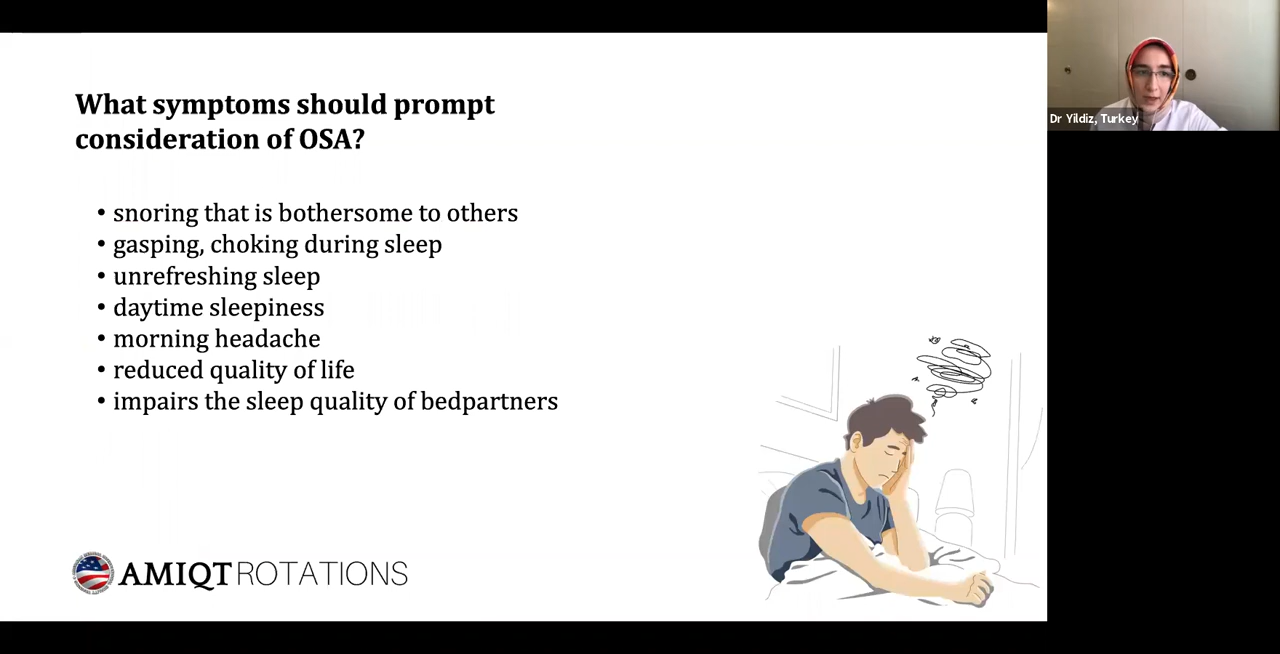 What symptoms should prompt
consideration of OSA?
• snoring that is bothersome to others
• gasping, choking during sleep
• unrefreshing sleep
• daytime sleepiness
• morning headache
• reduced quality of life
• impairs the sleep quality of bedpartners
AMIQT ROTATIONS
Dr Yildiz, Turkey